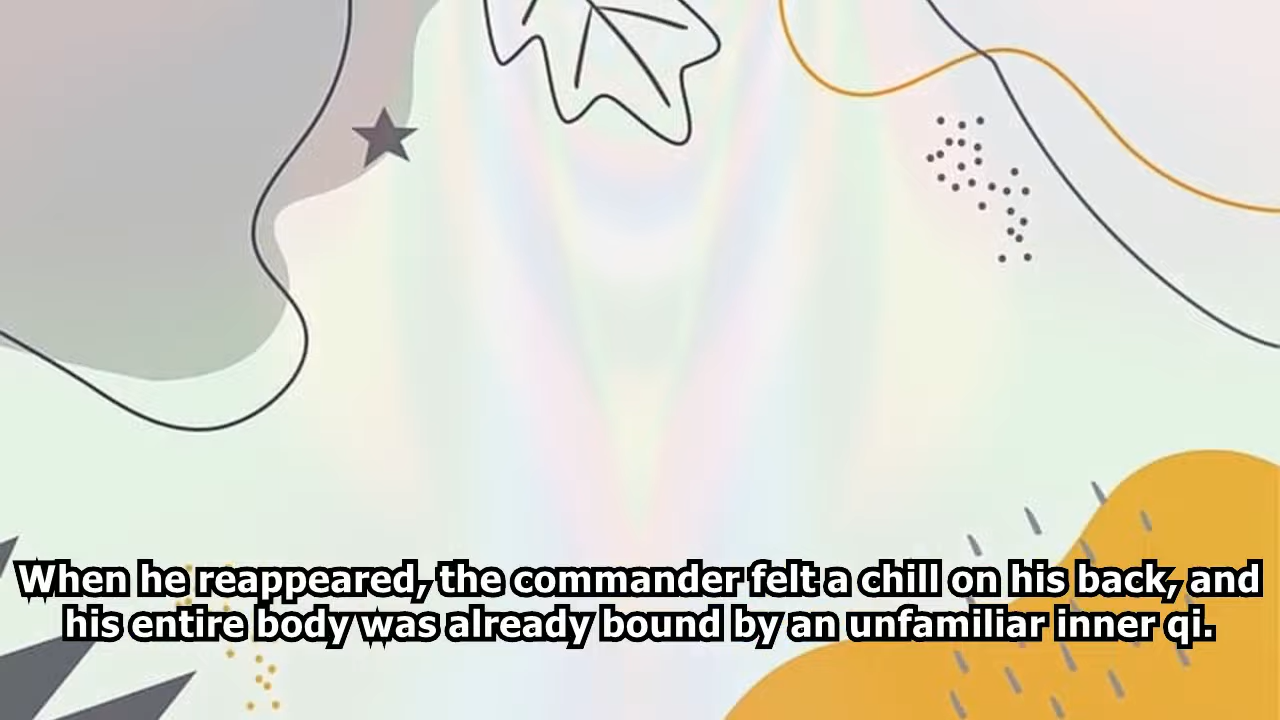 When he reappeared, the commander felt a chill on his back, and
his entire body was already bound by an unfamiliar inner qi.